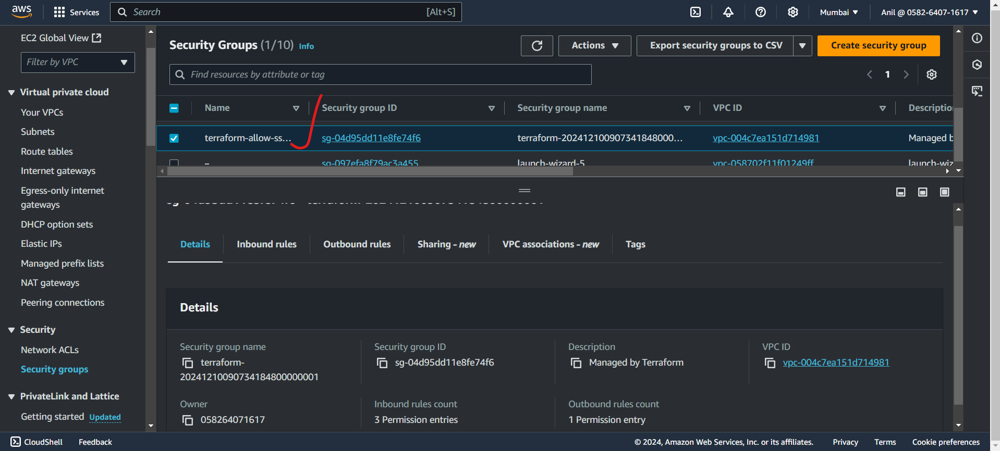 aws
Services
Search
[Alt+S]
Mumbai
Anil @ 0582-6407-1617
EC2 Global View
Filter by VPC
Virtual private cloud
Your VPCs
Subnets
Route tables
Internet gateways
Egress-only internet
gateways
DHCP option sets
Elastic IPs
Managed prefix lists
NAT gateways
Peering connections
Security
Network ACLs
Security groups
PrivateLink and Lattice
Getting started Updated
Security Groups (1/10) Info
Actions
Export security groups to CSV
Create security group
Find resources by attribute or tag
1
Name
Security group ID
Security group name
VPC ID
Descriptio
terraform-allow-ss...
sg-04d95dd11e8fe74f6
terraform-202412100907341848000...
vpc-004c7ea151d714981
Managed b
–
sg-097efa8f79ac3a455
launch-wizard-5
vpc-058702f11f01249ff
launch-wiz
Details
Inbound rules
Outbound rules
Sharing - new
VPC associations - new
Tags
Details
Security group name
terraform-
20241210090734184800000001
Security group ID
sg-04d95dd11e8fe74f6
Description
Managed by Terraform
VPC ID
vpc-004c7ea151d714981
Owner
058264071617
Inbound rules count
3 Permission entries
Outbound rules count
1 Permission entry
CloudShell
Feedback
© 2024, Amazon Web Services, Inc. or its affiliates.
Privacy
Terms
Cookie preferences